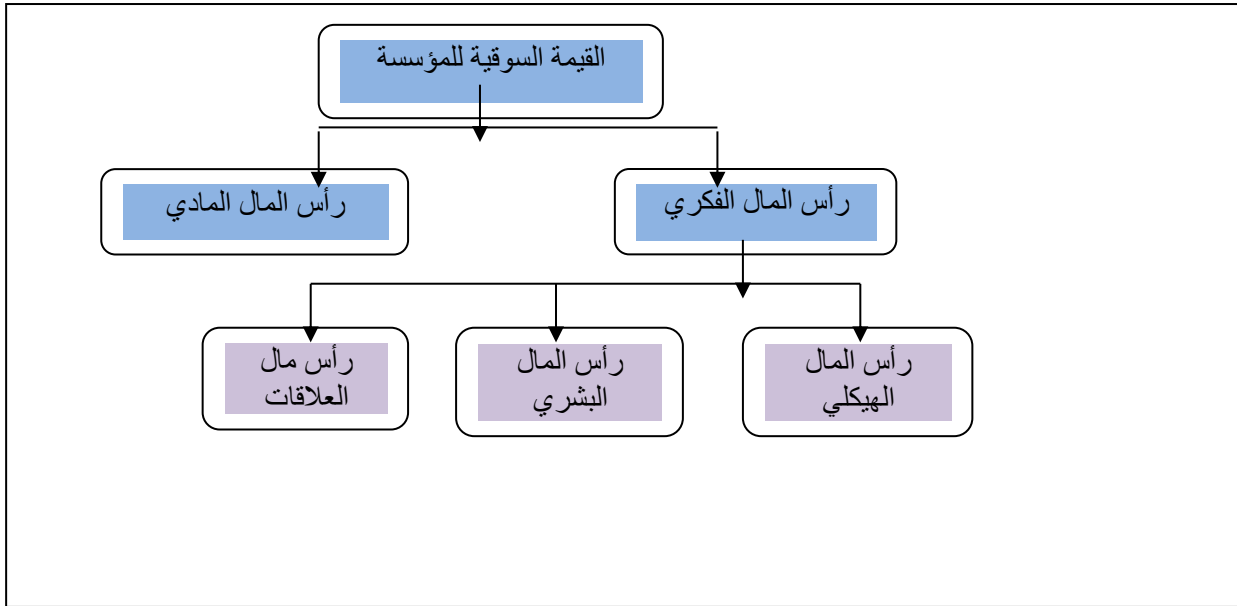 القيمة السوقية للمؤسسة
رأس المال الفكري
رأس المال المادي
رأس المال
الهيكلي
رأس المال
البشري
رأس مال
العلاقات